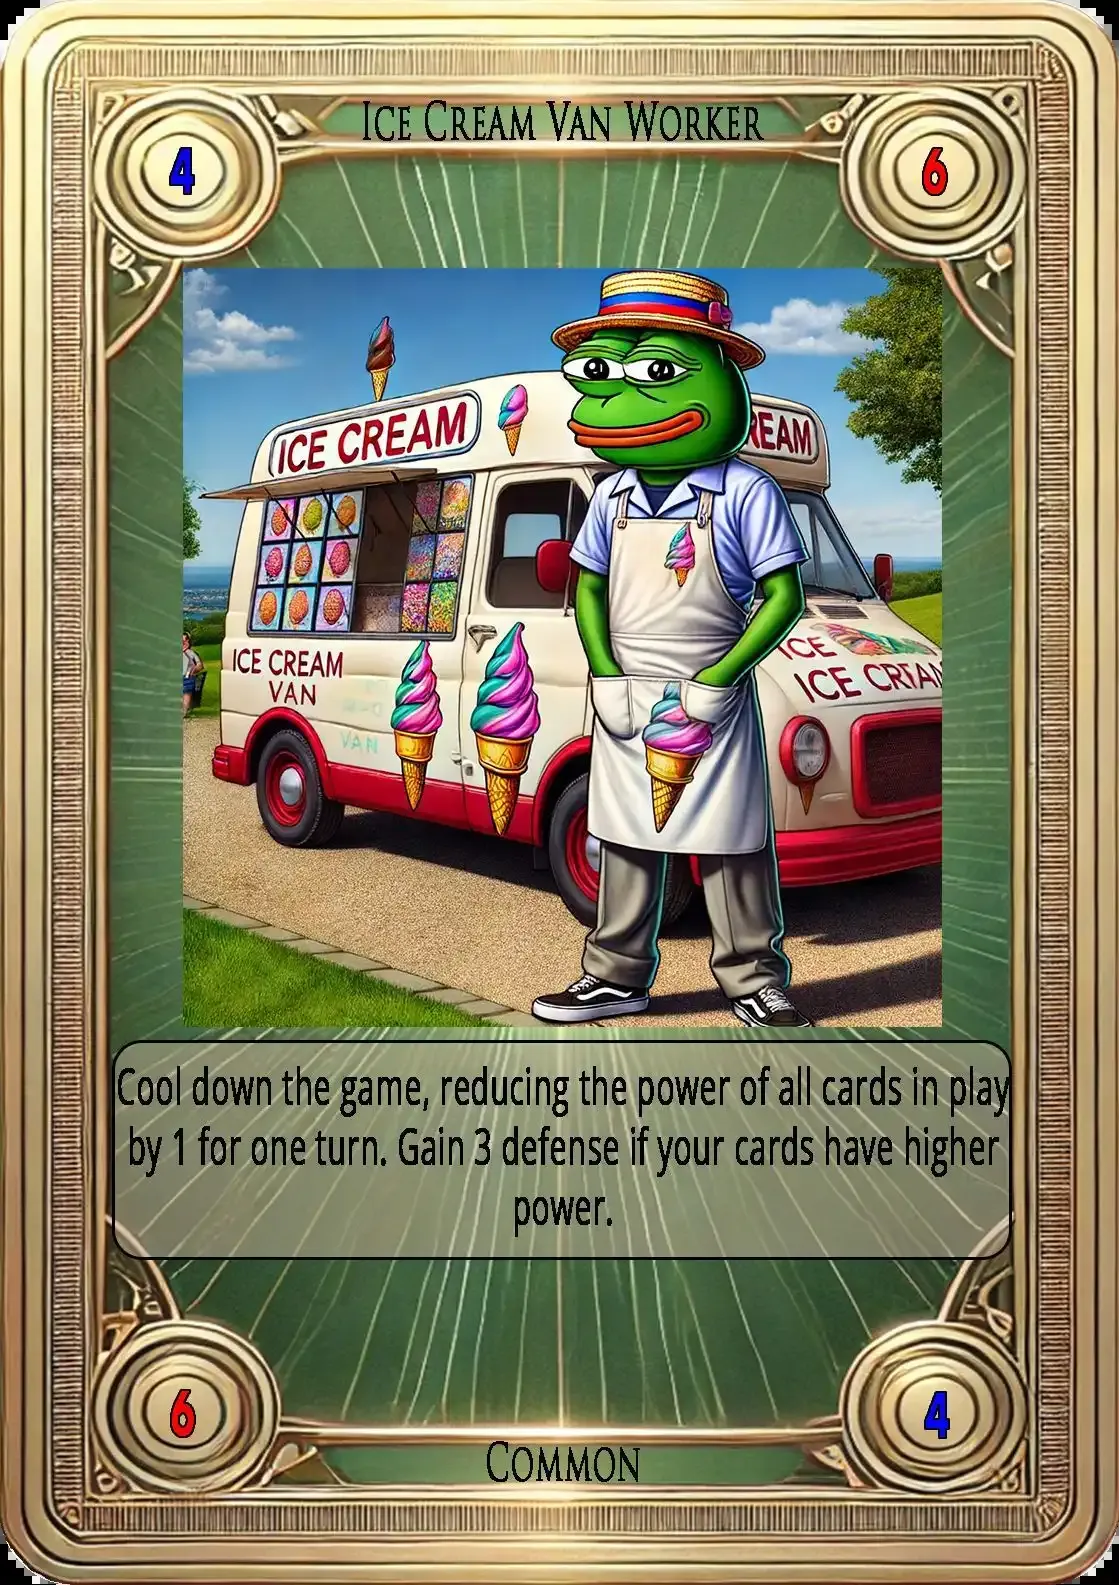 Ice Cream Van Worker
4
6
ICE CREAM
REAM
ICE CREAM
VAN
VAN
ICE
ICE CREAM
Cool down the game, reducing the power of all cards in play
by 1 for one turn. Gain 3 defense if your cards have higher
power.
6
4
Common